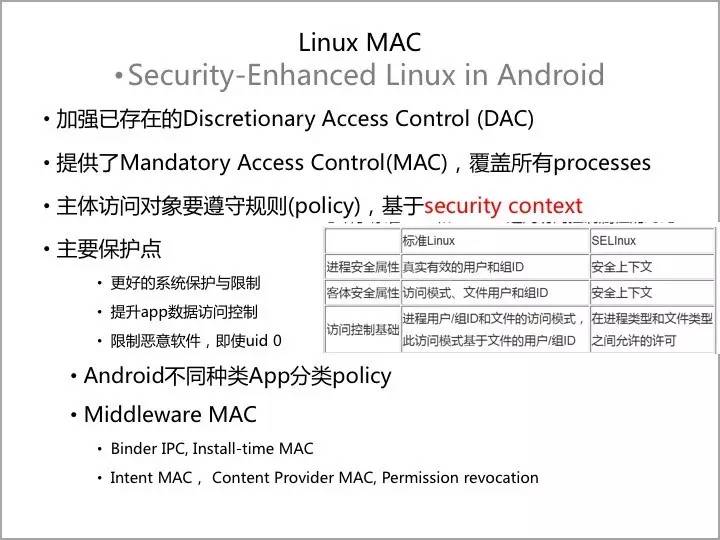 Linux MAC
•Security-Enhanced Linux in Android
• 加强已存在的Discretionary Access Control (DAC)
• 提供了Mandatory Access Control(MAC)，覆盖所有processes
• 主体访问对象要遵守规则(policy)，基于security context
• 主要保护点
• 更好的系统保护与限制
• 提升app数据访问控制
• 限制恶意软件，即使uid 0
标准Linux SELInux
进程安全属性 真实有效的用户和组ID 安全上下文
客体安全属性 访问模式、文件用户和组ID 安全上下文
访问控制基础 进程用户/组ID和文件的访问模式， 在进程类型和文件类型
此访问模式基于文件的用户/组ID 之间允许的许可
• Android不同种类App分类policy
• Middleware MAC
• Binder IPC, Install-time MAC
• Intent MAC， Content Provider MAC, Permission revocation